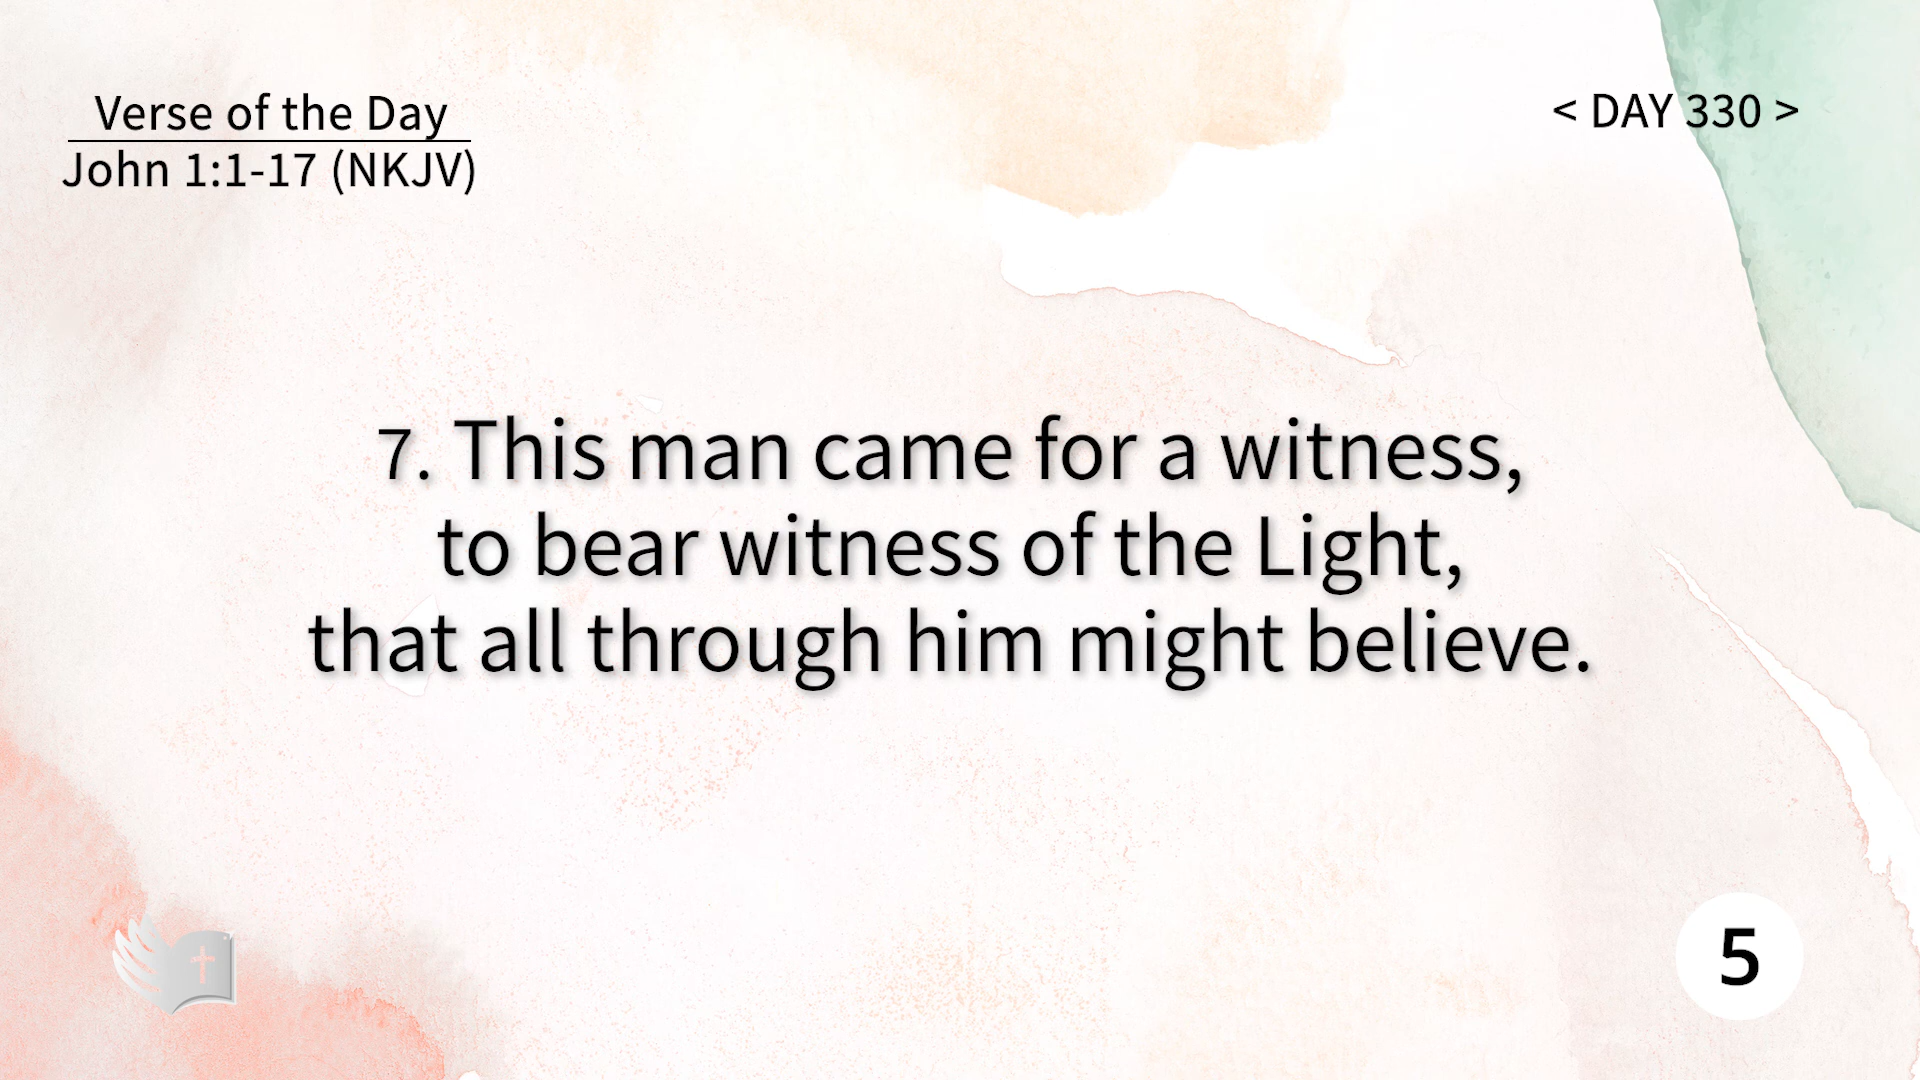 Verse of the Day
John 1:1-17 (NKJV)
< DAY 330 >
7. This man came for a witness,
to bear witness of the Light,
that all through him might believe.
5